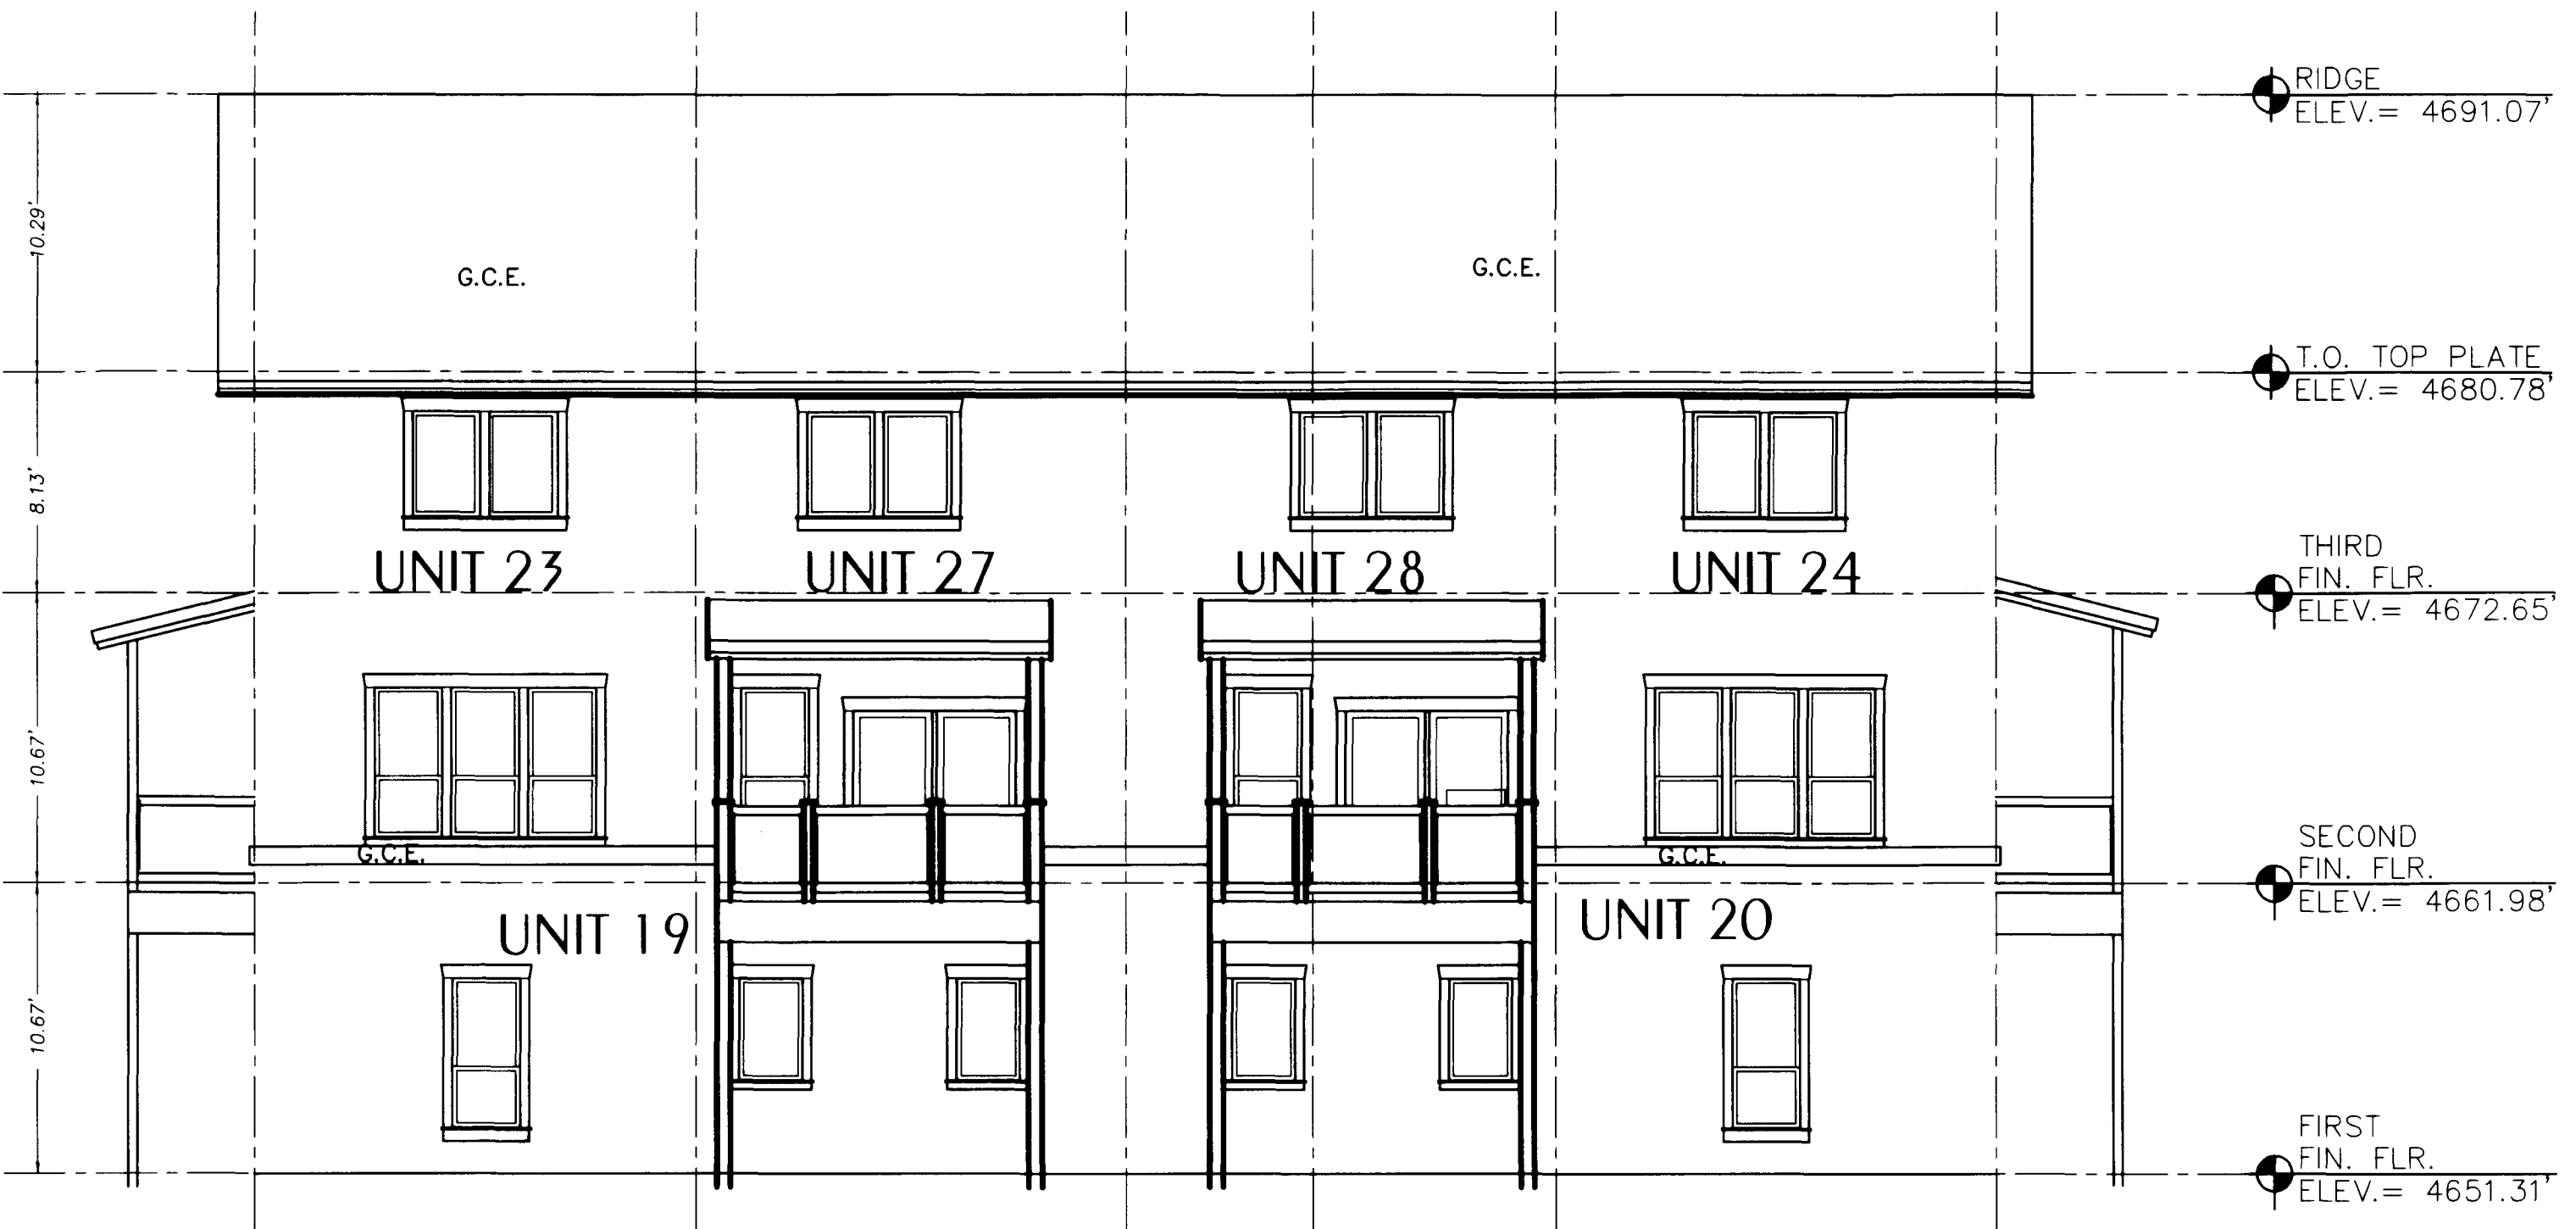 RIDGE
ELEV.= 4691.07'
10.29'
G.C.E.
G.C.E.
T.O. TOP PLATE
ELEV.= 4680.78'
8.13'
UNIT 23
UNIT 27
UNIT 28
UNIT 24
THIRD
FIN. FLR.
ELEV.= 4672.65'
10.67'
G.C.E.
G.C.E.
SECOND
FIN. FLR.
ELEV.= 4661.98'
UNIT 19
UNIT 20
10.67'
FIRST
FIN. FLR.
ELEV.= 4651.31'